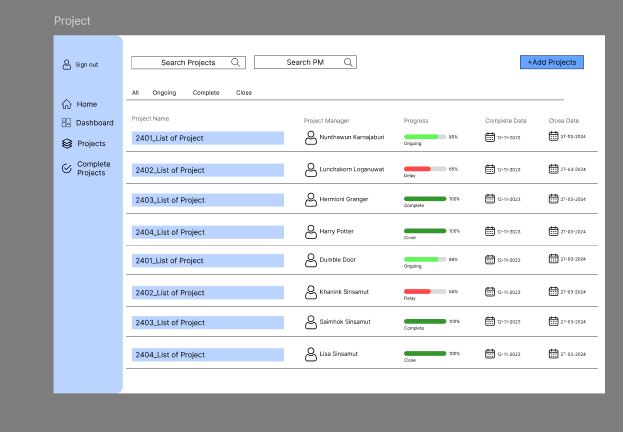 Project
Sign out
Search Projects
Search PM
+Add Projects
All Ongoing Complete Close
Home
Dashboard
Projects
Complete
Projects
Project Name Project Manager Progress Complete Date Close Date
2401_List of Project Nunthawun Karnajaburi Ongoing 12-11-2023 27-03-2024
2402_List of Project Lunchakorn Loganuwat Delay 12-11-2023 27-03-2024
2403_List of Project Hermioni Granger 100% Complete 12-11-2023 27-03-2024
2404_List of Project Harry Potter 100% Close 12-11-2023 27-03-2024
2401_List of Project Dumble Door Ongoing 12-11-2023 27-03-2024
2402_List of Project Khanink Sinsamut Delay 12-11-2023 27-03-2024
2403_List of Project Saimhok Sinsamut 100% Complete 12-11-2023 27-03-2024
2404_List of Project Lisa Sinsamut 100% Close 12-11-2023 27-03-2024